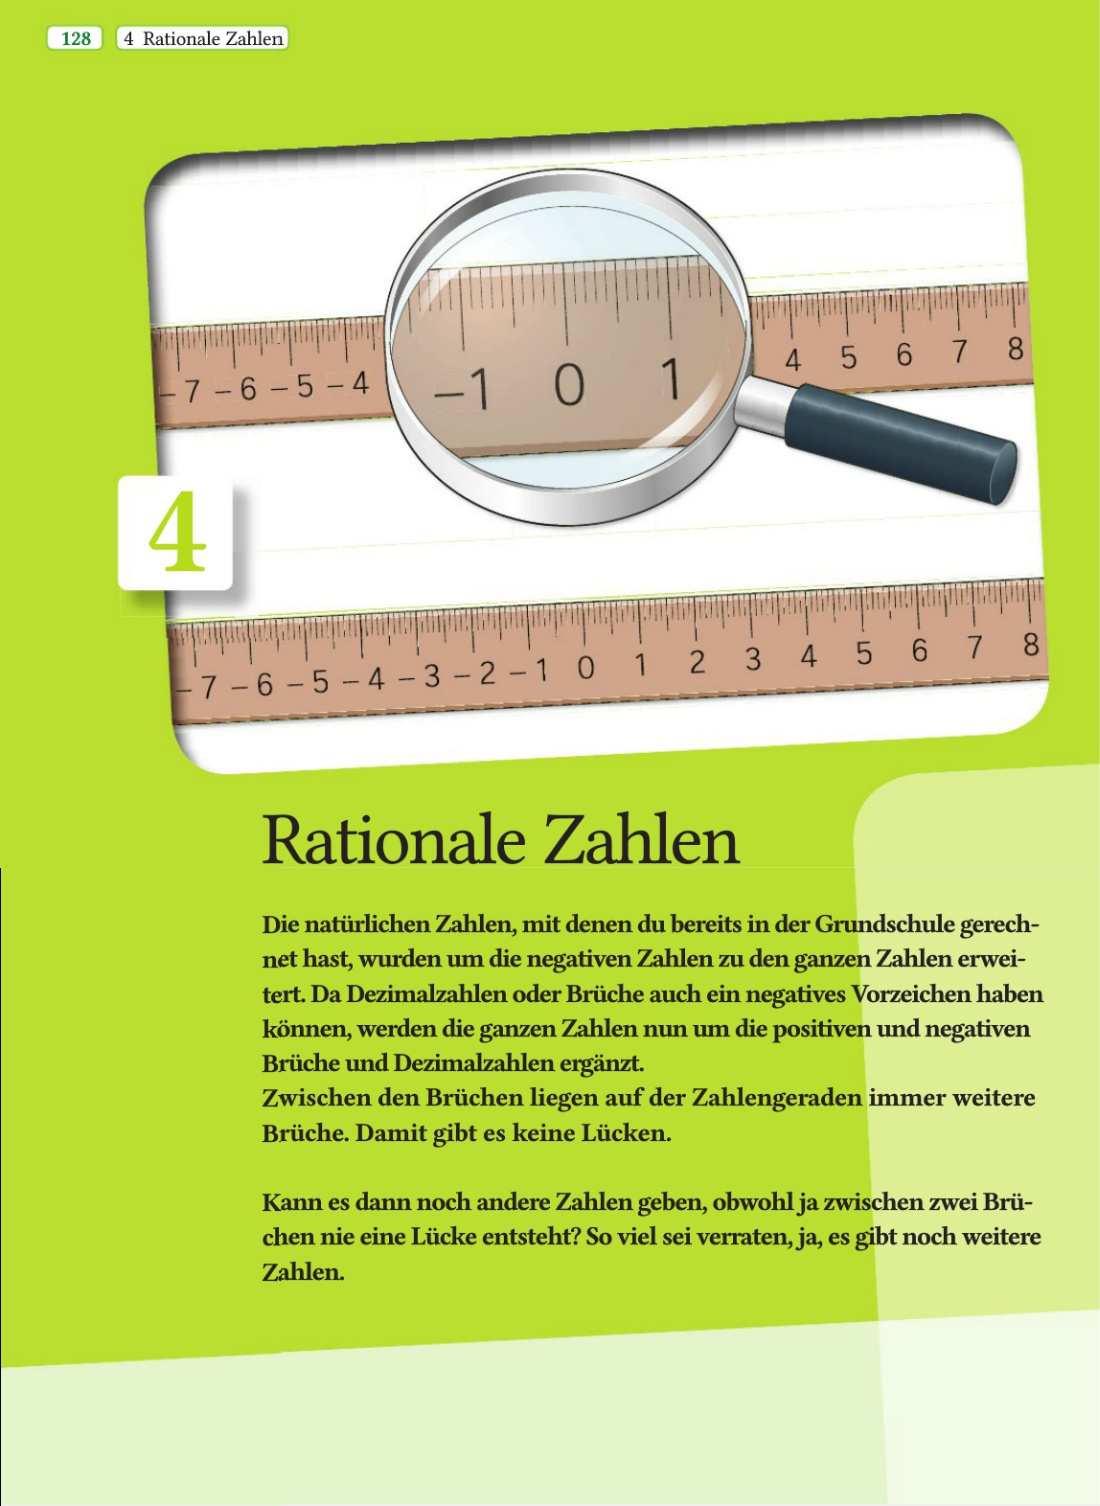 128 4 Rationale Zahlen
–7 –6 –5 –4 –1 0 1 4 5 6 7 8
4
–7 –6 –5 –4 –3 –2 –1 0 1 2 3 4 5 6 7 8
Rationale Zahlen
Die natürlichen Zahlen, mit denen du bereits in der Grundschule gerech-
net hast, wurden um die negativen Zahlen zu den ganzen Zahlen erwei-
tert. Da Dezimalzahlen oder Brüche auch ein negatives Vorzeichen haben
können, werden die ganzen Zahlen nun um die positiven und negativen
Brüche und Dezimalzahlen ergänzt.
Zwischen den Brüchen liegen auf der Zahlengeraden immer weitere
Brüche. Damit gibt es keine Lücken.
Kann es dann noch andere Zahlen geben, obwohl ja zwischen zwei Brü-
chen nie eine Lücke entsteht? So viel sei verraten, ja, es gibt noch weitere
Zahlen.